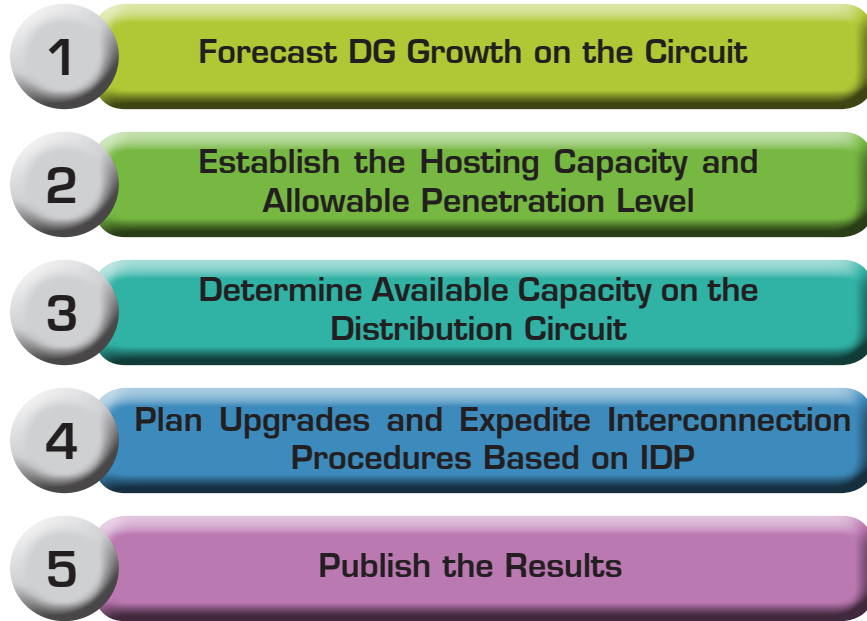 1
Forecast DG Growth on the Circuit
2
Establish the Hosting Capacity and
Allowable Penetration Level
3
Determine Available Capacity on the
Distribution Circuit
4
Plan Upgrades and Expedite Interconnection
Procedures Based on IDP
5
Publish the Results